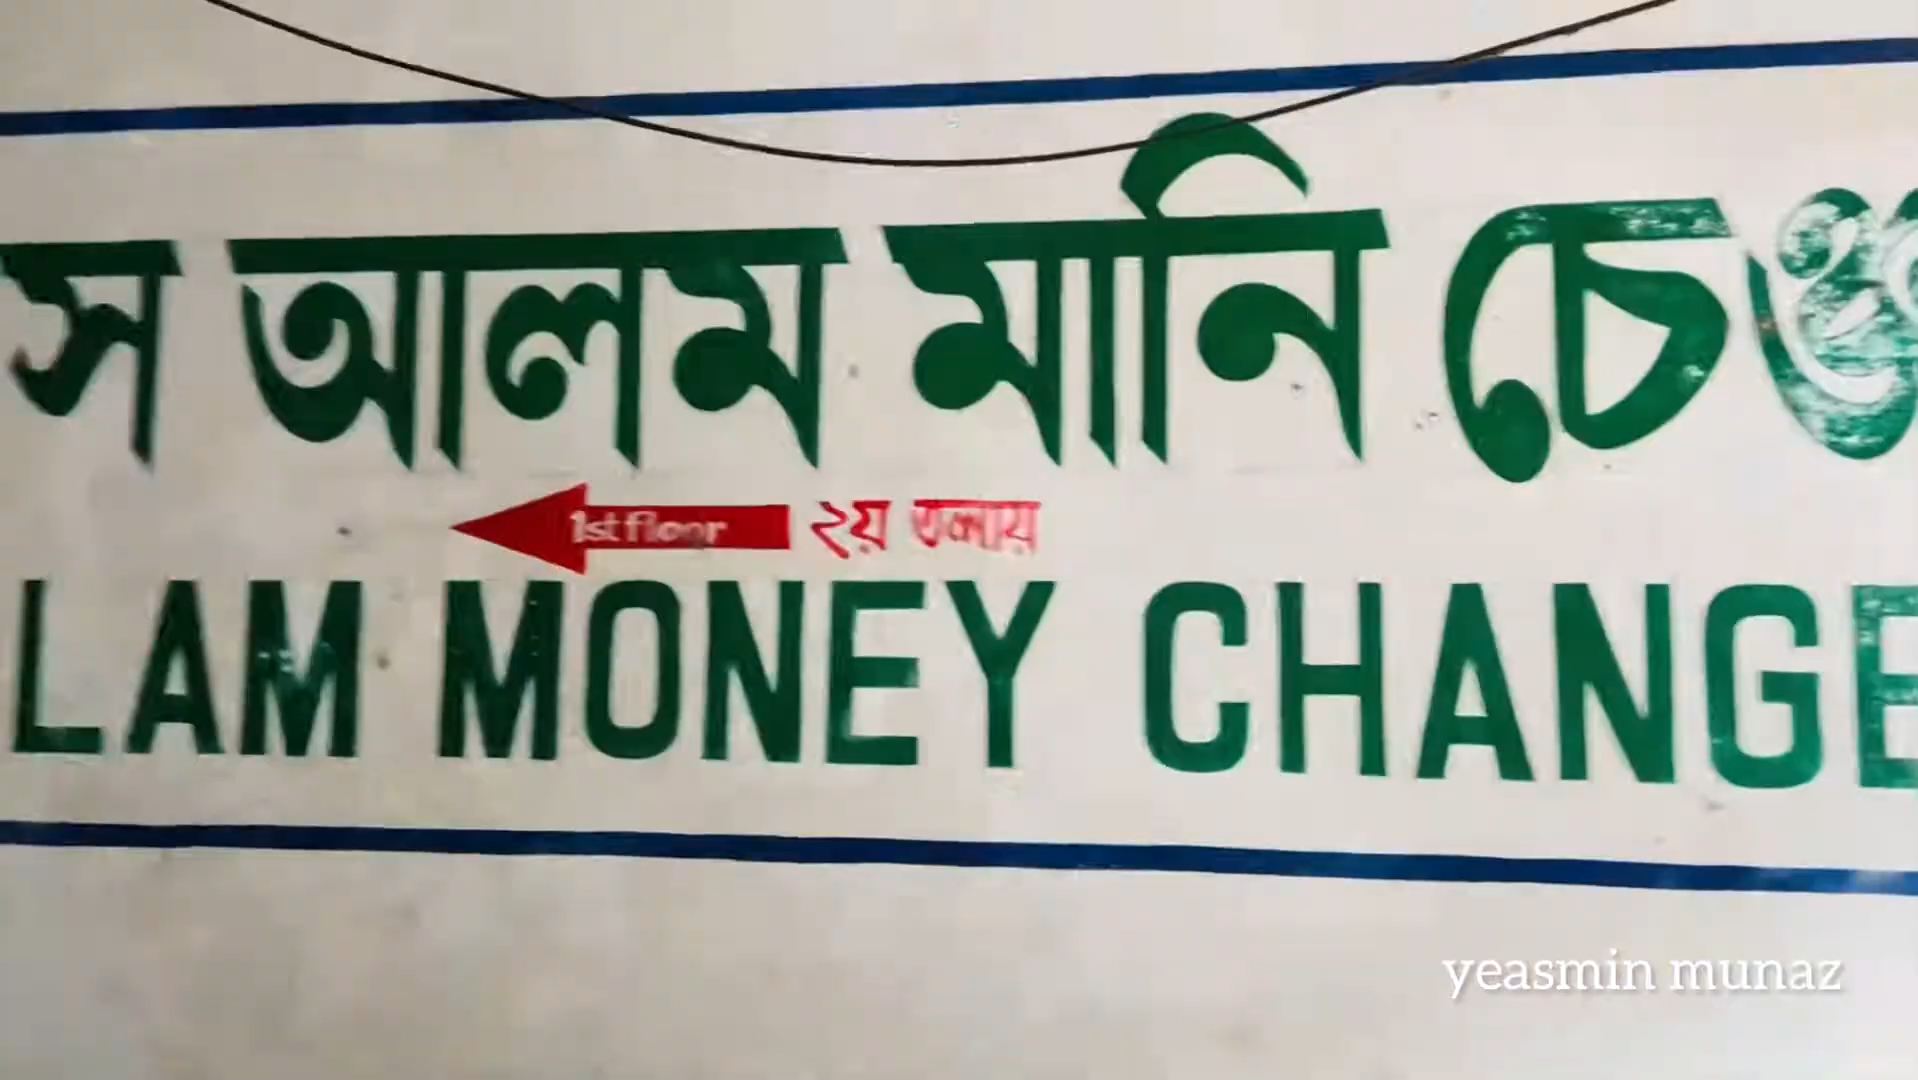 স আলম মানি চেঞ্জ
1st floor ২য় তলায়
LAM MONEY CHANGE
yeasmin munaz